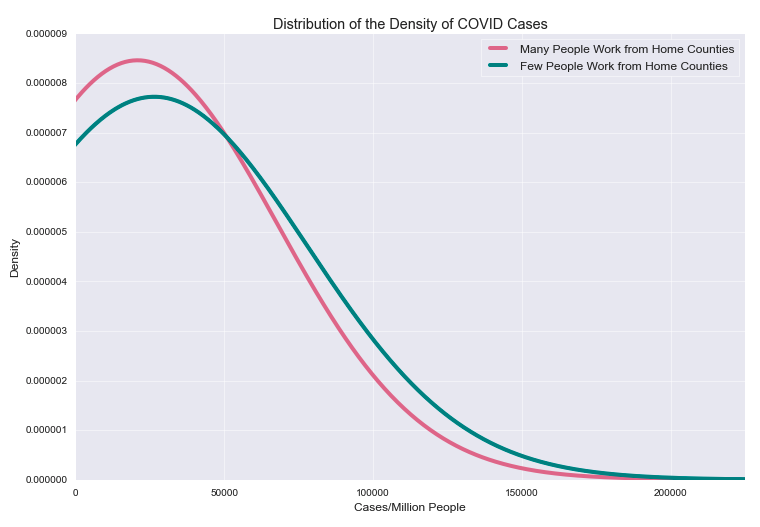 Distribution of the Density of COVID Cases
Many People Work from Home Counties
Few People Work from Home Counties
0.000009
0.000008
0.000007
0.000006
0.000005
0.000004
0.000003
0.000002
0.000001
0.000000
Density
0 50000 100000 150000 200000
Cases/Million People